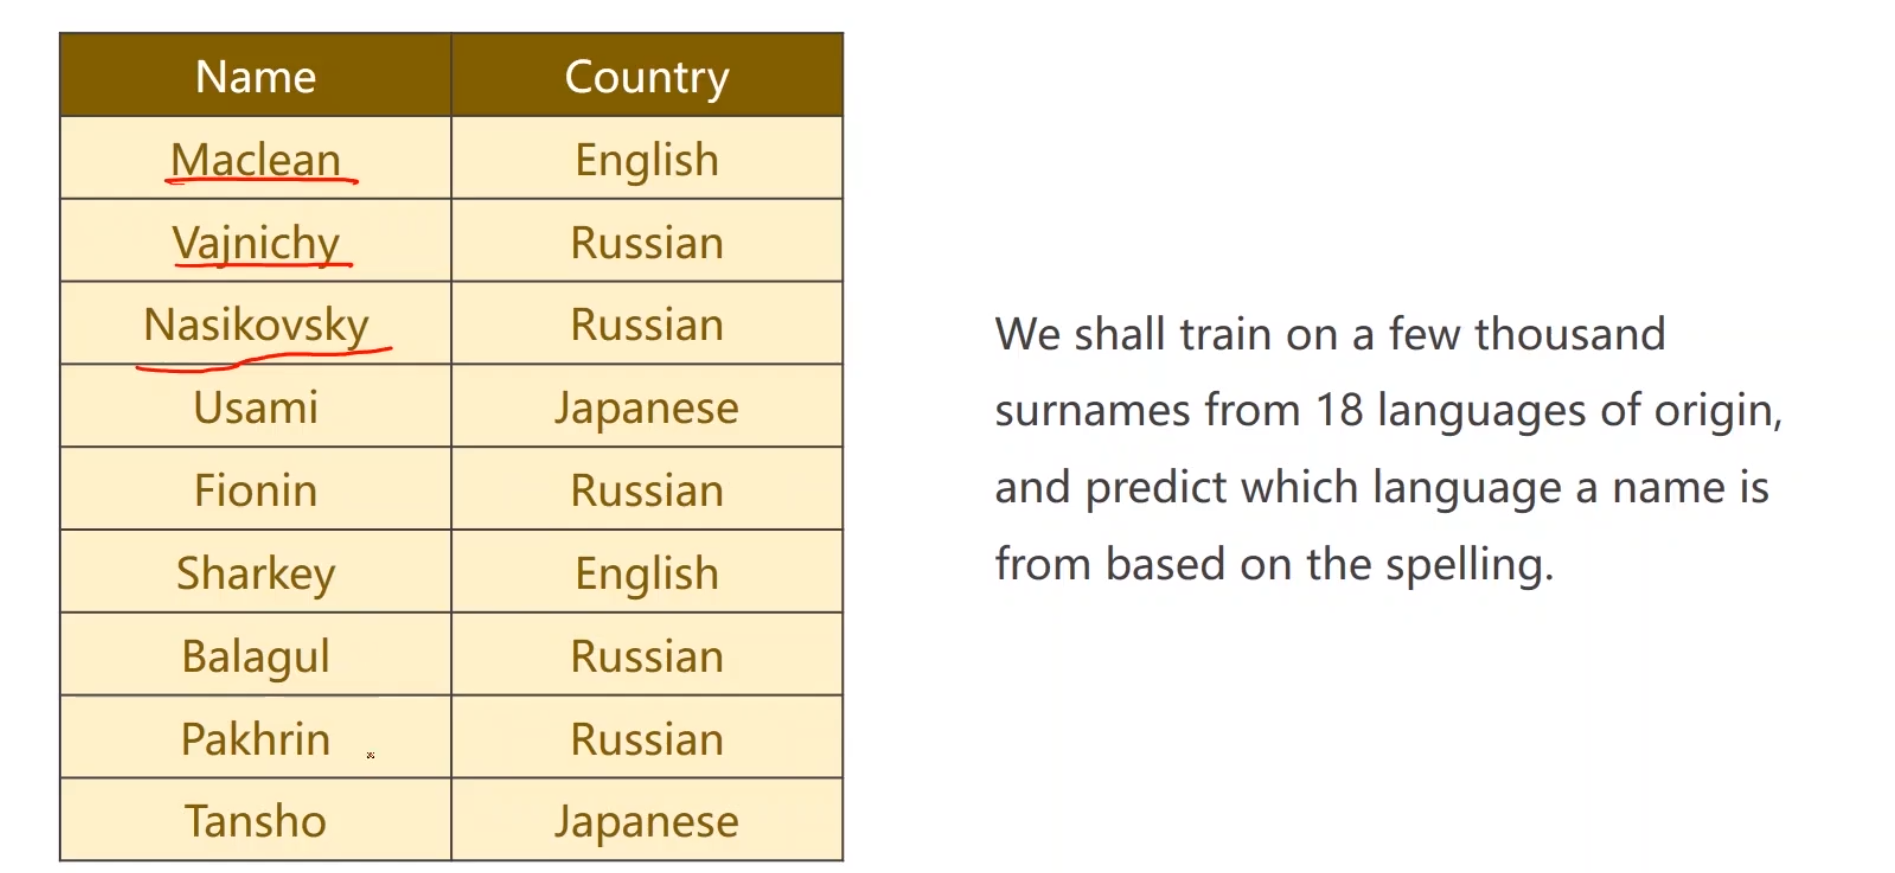 Name Country
Maclean English
Vajnichy Russian
Nasikovsky Russian
Usami Japanese
Fionin Russian
Sharkey English
Balagul Russian
Pakhrin Russian
Tansho Japanese
We shall train on a few thousand
surnames from 18 languages of origin,
and predict which language a name is
from based on the spelling.